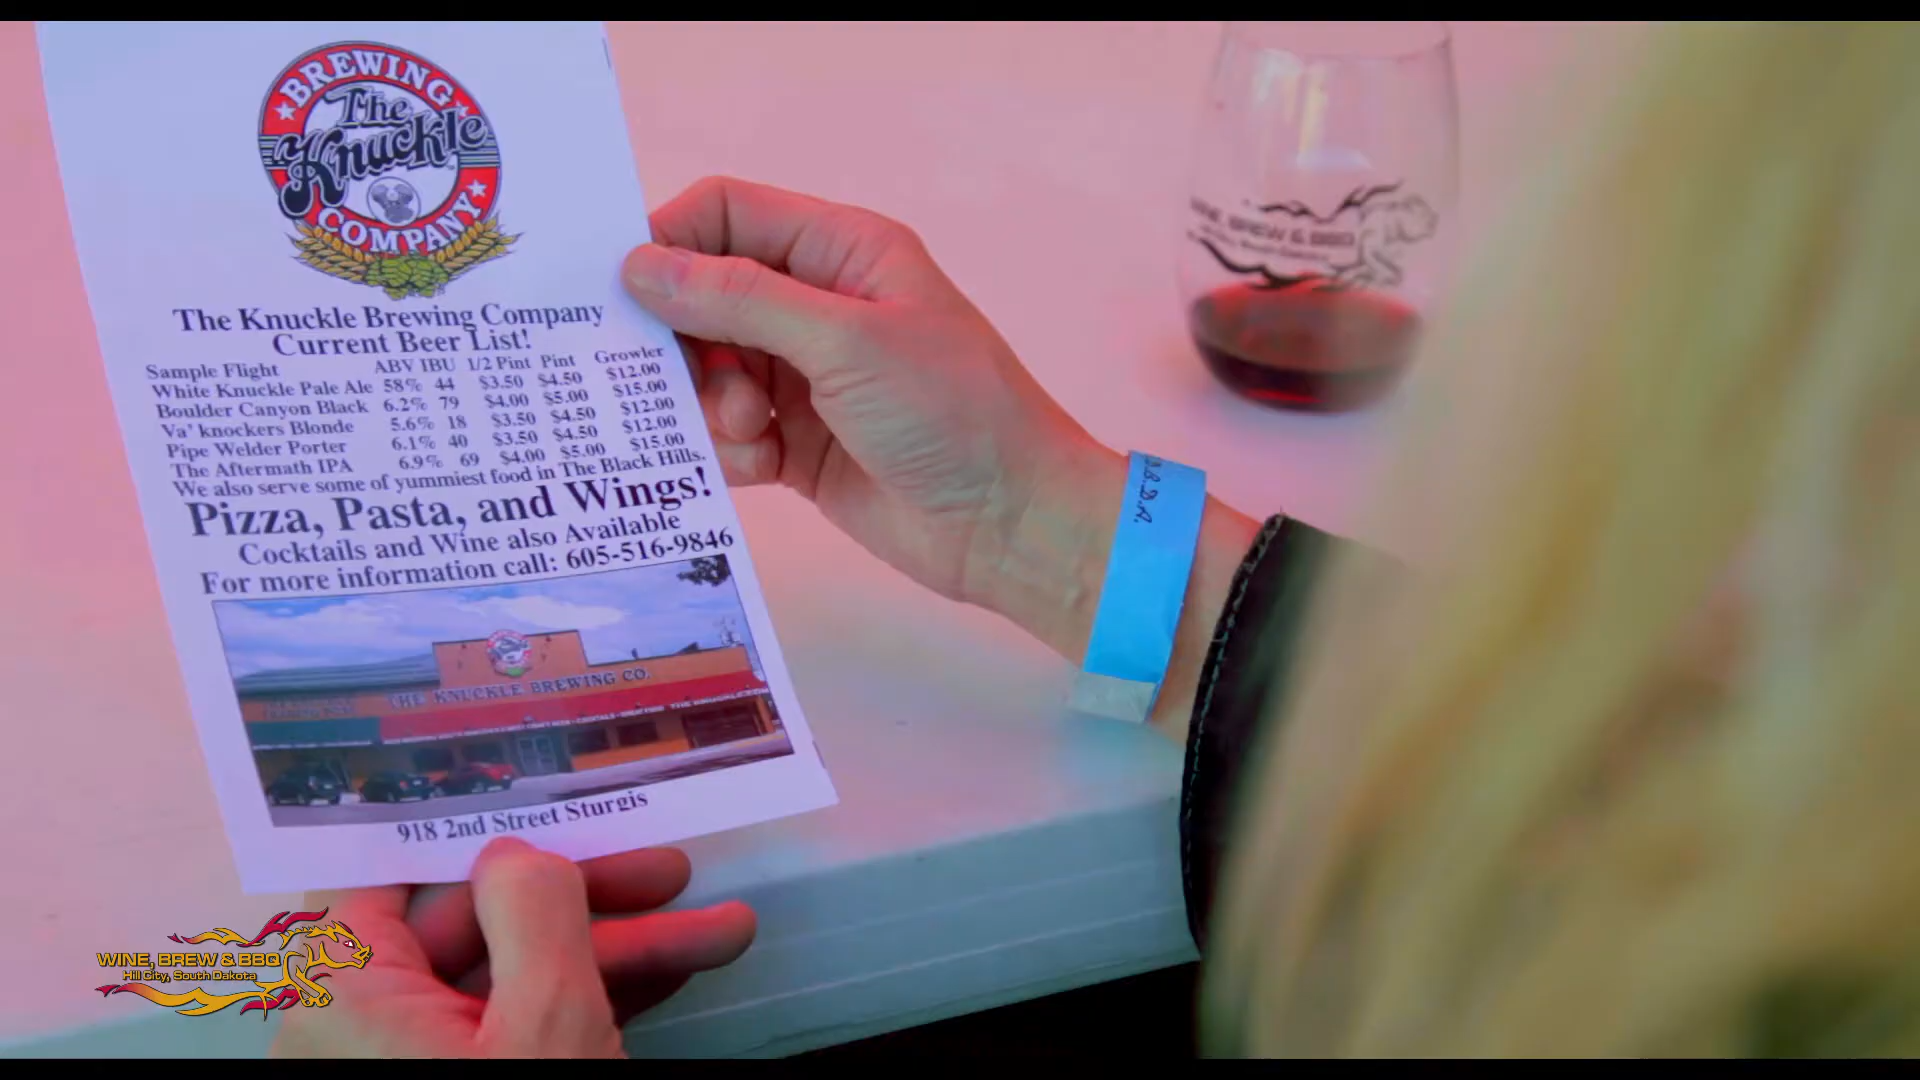 BREWING
The
Knuckle
COMPANY
The Knuckle Brewing Company
Current Beer List!
Sample Flight ABV IBU 1/2 Pint Pint Growler
White Knuckle Pale Ale 58% 44 $3.50 $4.50 $12.00
Boulder Canyon Black 6.2% 79 $4.00 $5.00 $15.00
Va' knockers Blonde 5.6% 18 $3.50 $4.50 $12.00
Pipe Welder Porter 6.1% 40 $3.50 $4.50 $12.00
The Aftermath IPA 6.9% 69 $4.00 $5.00 $15.00
We also serve some of yummiest food in The Black Hills.
Pizza, Pasta, and Wings!
Cocktails and Wine also Available
For more information call: 605-516-9846
THE KNUCKLE BREWING CO.
918 2nd Street Sturgis
WINE, BREW & BBQ
WINE, BREW & BBQ
Hill City, South Dakota